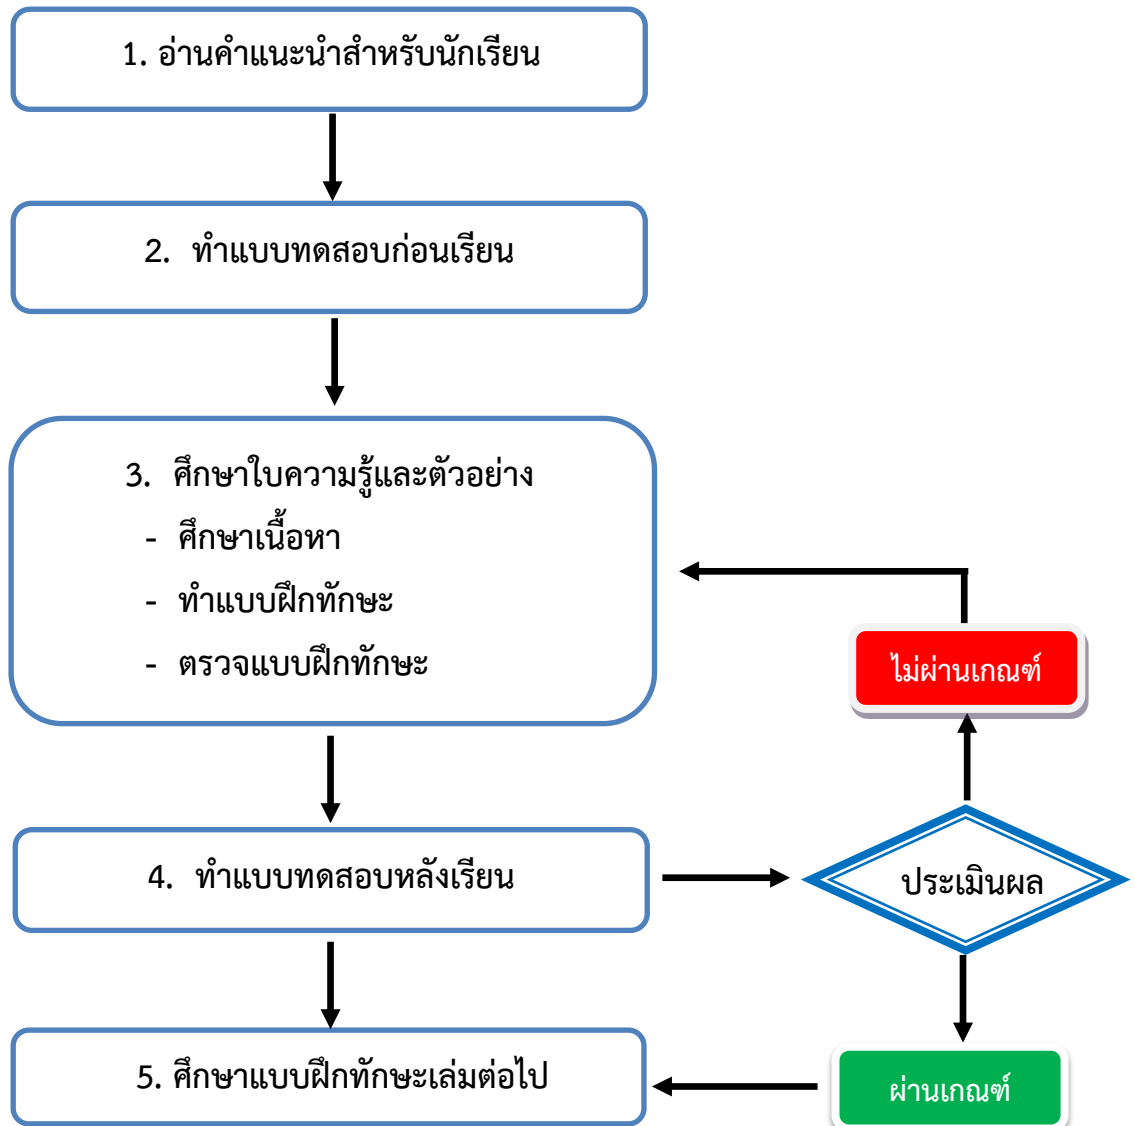 1. อ่านคำแนะนำสำหรับนักเรียน
2. ทำแบบทดสอบก่อนเรียน
3. ศึกษาใบความรู้และตัวอย่าง
- ศึกษาเนื้อหา
- ทำแบบฝึกทักษะ
- ตรวจแบบฝึกทักษะ
ไม่ผ่านเกณฑ์
4. ทำแบบทดสอบหลังเรียน
ประเมินผล
5. ศึกษาแบบฝึกทักษะเล่มต่อไป
ผ่านเกณฑ์